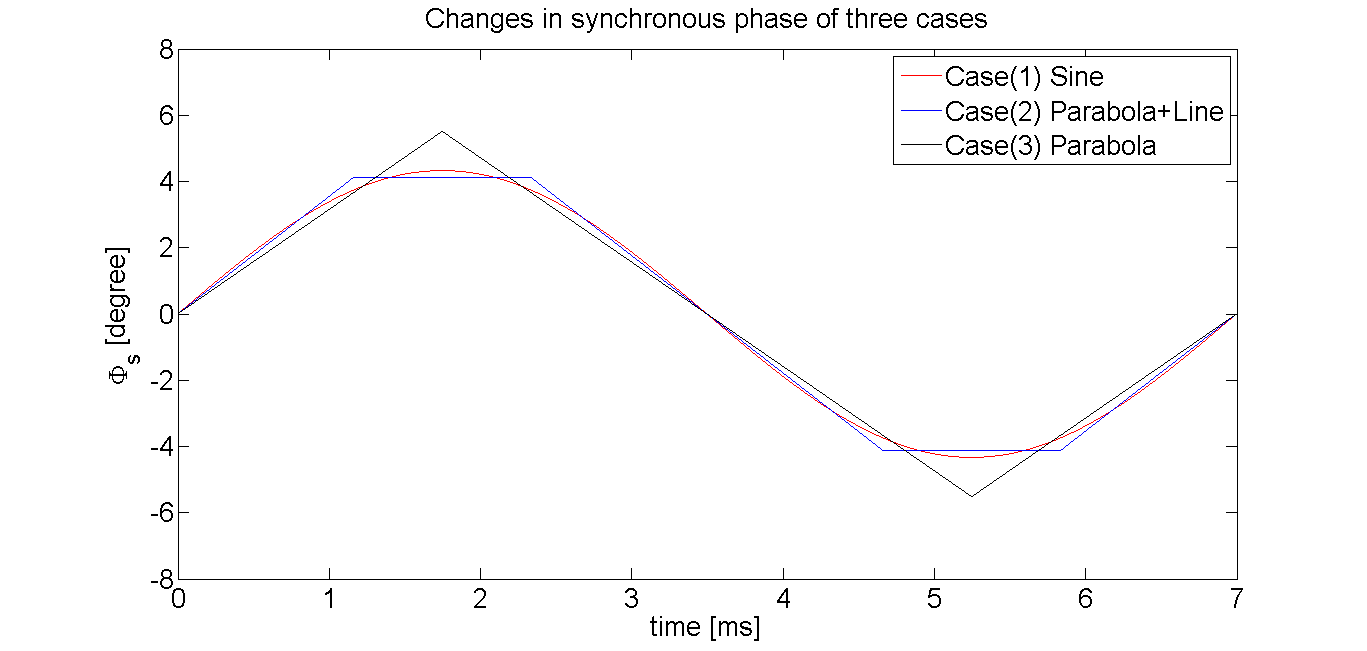 Changes in synchronous phase of three cases
Case(1) Sine
Case(2) Parabola+Line
Case(3) Parabola
Φs [degree]
8
6
4
2
0
-2
-4
-6
-8
0 1 2 3 4 5 6 7
time [ms]